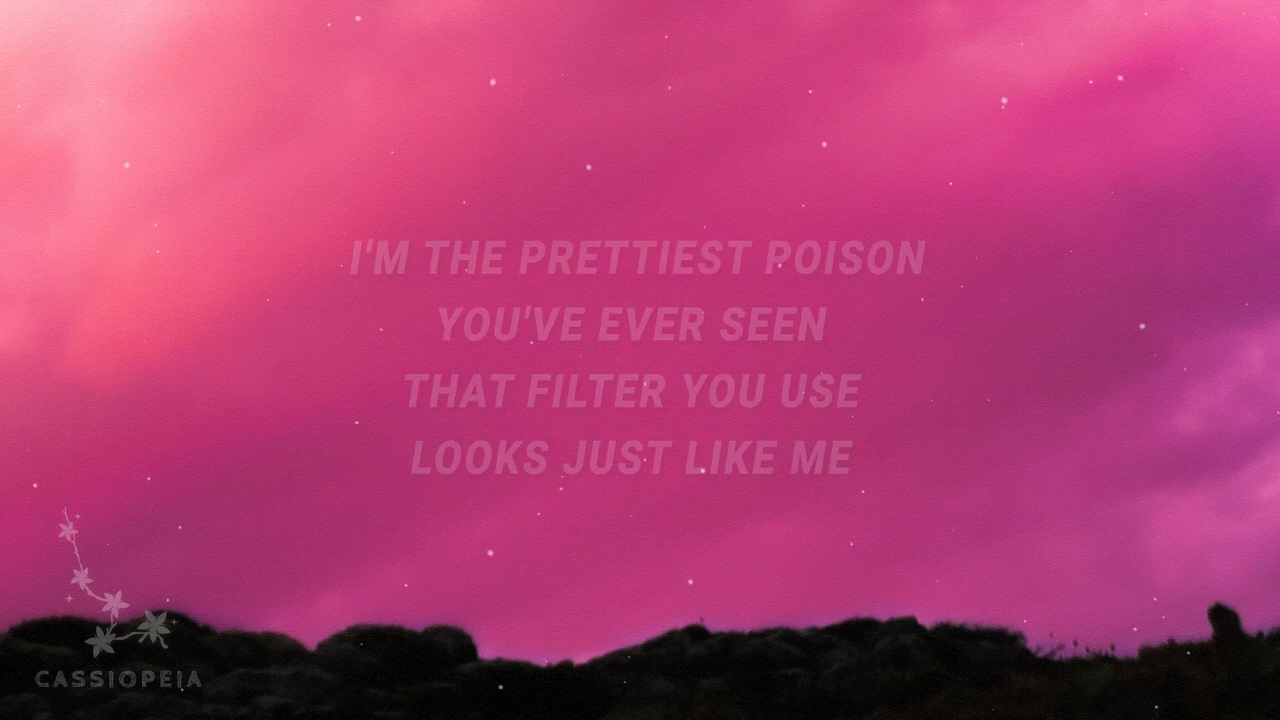 I'M THE PRETTIEST POISON
YOU'VE EVER SEEN
THAT FILTER YOU USE
LOOKS JUST LIKE ME
CASSIOPEIA